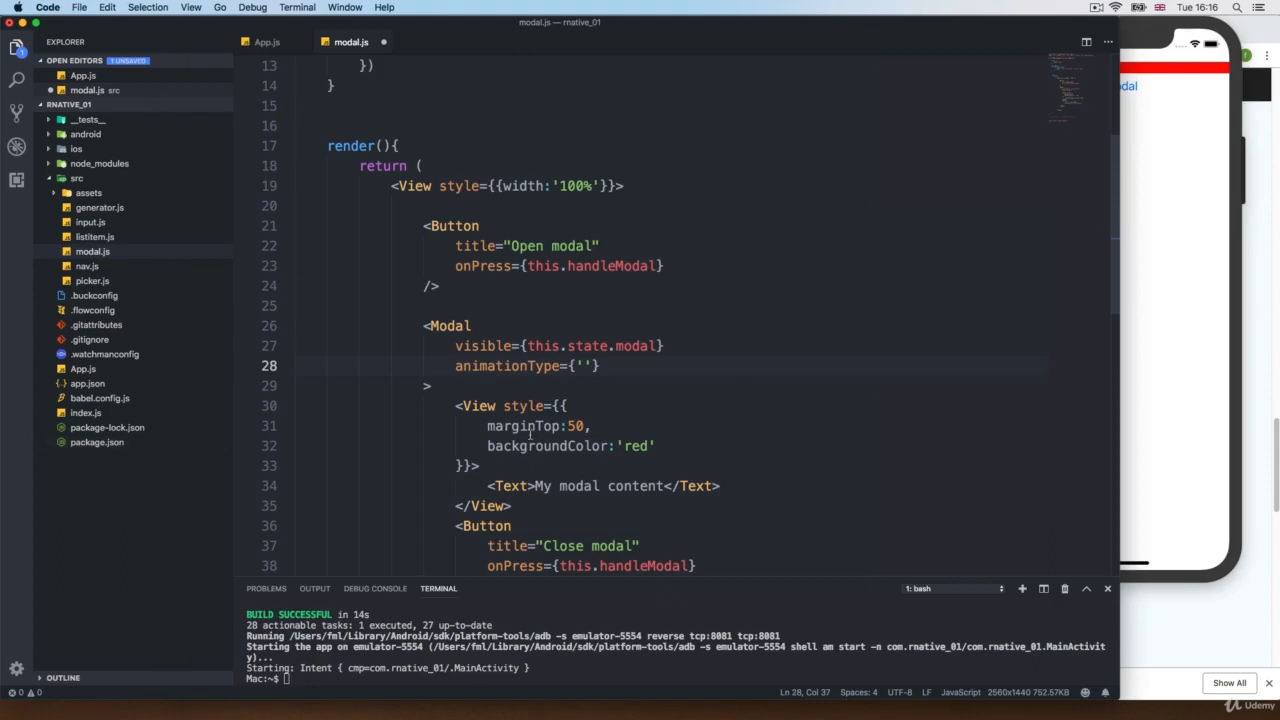 Code File Edit Selection View Go Debug Terminal Window Help
Tue 16:16
modal.js — rnative_01
EXPLORER
App.js
modal.js
OPEN EDITORS 1 UNSAVED
App.js
modal.js src
RNATIVE_01
__tests__
android
ios
node_modules
src
assets
generator.js
input.js
listitem.js
modal.js
nav.js
picker.js
.buckconfig
.flowconfig
.gitattributes
.gitignore
.watchmanconfig
App.js
app.json
babel.config.js
index.js
package-lock.json
package.json
OUTLINE
13 })
14 }
15
16
17 render(){
18 return (
19 <View style={{width:'100%'}}>
20
21 <Button
22 title="Open modal"
23 onPress={this.handleModal}
24 />
25
26 <Modal
27 visible={this.state.modal}
28 animationType={''}
29 >
30 <View style={{
31 marginTop:50,
32 backgroundColor:'red'
33 }}>
34 <Text>My modal content</Text>
35 </View>
36 <Button
37 title="Close modal"
38 onPress={this.handleModal}
PROBLEMS OUTPUT DEBUG CONSOLE TERMINAL
1: bash
BUILD SUCCESSFUL in 14s
28 actionable tasks: 1 executed, 27 up-to-date
Running /Users/fml/Library/Android/sdk/platform-tools/adb -s emulator-5554 reverse tcp:8081 tcp:8081
Starting the app on emulator-5554 (/Users/fml/Library/Android/sdk/platform-tools/adb -s emulator-5554 shell am start -n com.rnative_01/com.rnative_01.MainActivit
y)...
Starting: Intent { cmp=com.rnative_01/.MainActivity }
Mac:~$
0 0
Ln 28, Col 37 Spaces: 4 UTF-8 LF JavaScript 2560x1440 752.57KB
odal
Show All
Udemy